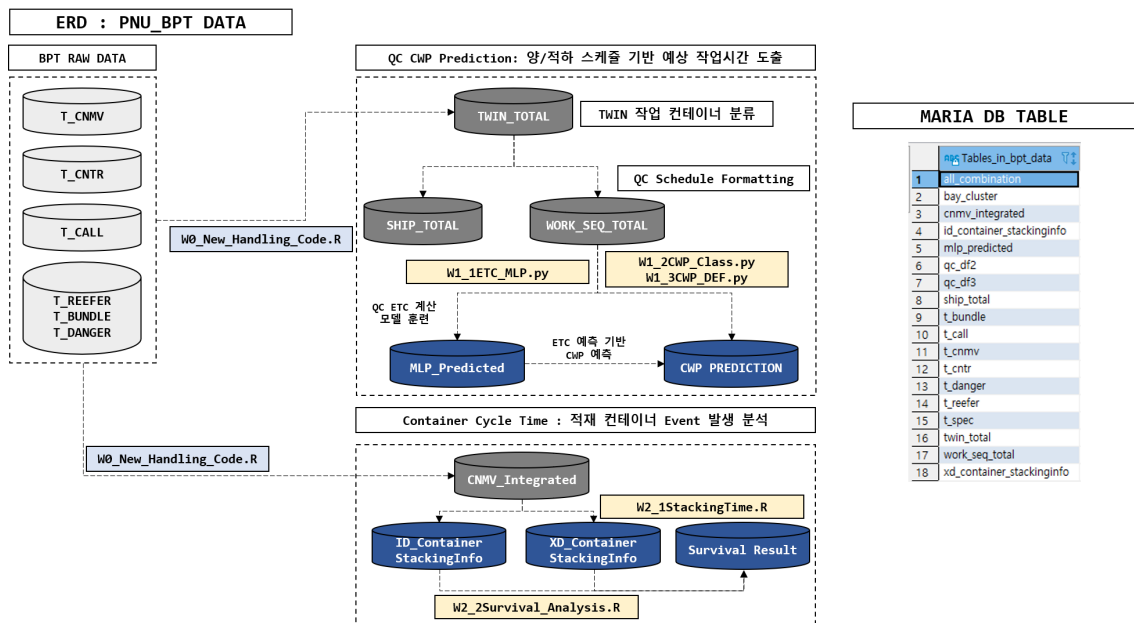 ERD : PNU_BPT DATA
BPT RAW DATA
T_CNMV
T_CNTR
T_CALL
T_REEFER
T_BUNDLE
T_DANGER
W0_New_Handling_Code.R
W0_New_Handling_Code.R
QC CWP Prediction: 양/적하 스케쥴 기반 예상 작업시간 도출
TWIN_TOTAL
TWIN 작업 컨테이너 분류
QC Schedule Formatting
SHIP_TOTAL
WORK_SEQ_TOTAL
W1_1ETC_MLP.py
W1_2CWP_Class.py
W1_3CWP_DEF.py
QC ETC 계산
모델 훈련
ETC 예측 기반
CWP 예측
MLP_Predicted
CWP PREDICTION
Container Cycle Time : 적재 컨테이너 Event 발생 분석
CNMV_Integrated
W2_1StackingTime.R
ID_Container
StackingInfo
XD_Container
StackingInfo
Survival Result
W2_2Survival_Analysis.R
MARIA DB TABLE
ABC Tables_in_bpt_data
1 all_combination
2 bay_cluster
3 cnmv_integrated
4 id_container_stackinginfo
5 mlp_predicted
6 qc_df2
7 qc_df3
8 ship_total
9 t_bundle
10 t_call
11 t_cnmv
12 t_cntr
13 t_danger
14 t_reefer
15 t_spec
16 twin_total
17 work_seq_total
18 xd_container_stackinginfo